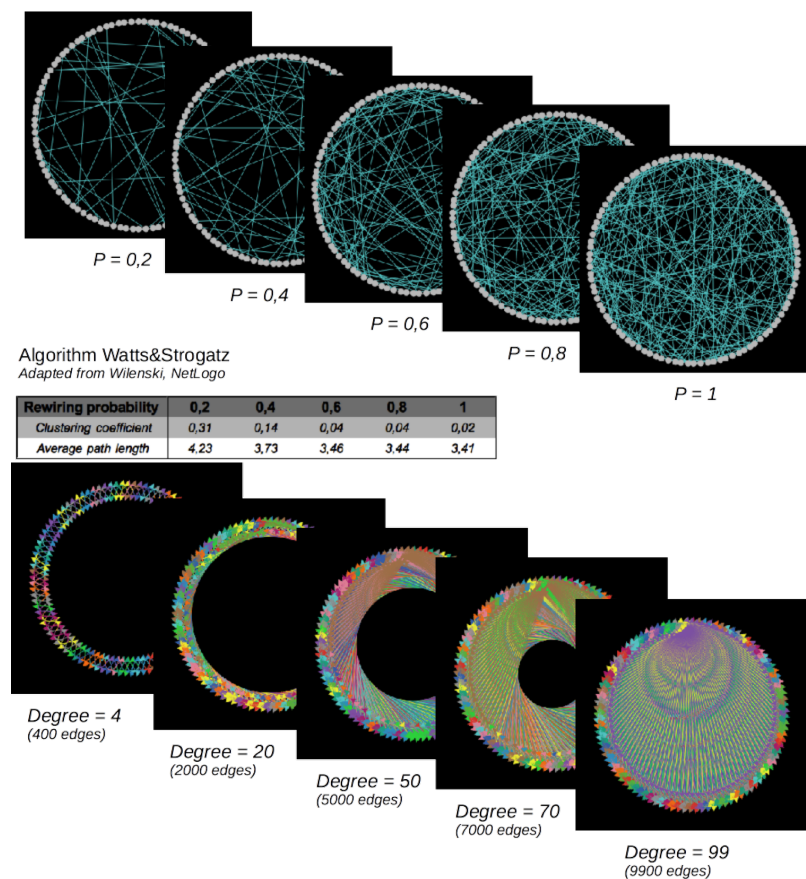 P = 0,2
P = 0,4
P = 0,6
P = 0,8
P = 1
Algorithm Watts&Strogatz
Adapted from Wilenski, NetLogo
Rewiring probability 0,2 0,4 0,6 0,8 1
Clustering coefficient 0,31 0,14 0,04 0,04 0,02
Average path length 4,23 3,73 3,46 3,44 3,41
Degree = 4
(400 edges)
Degree = 20
(2000 edges)
Degree = 50
(5000 edges)
Degree = 70
(7000 edges)
Degree = 99
(9900 edges)